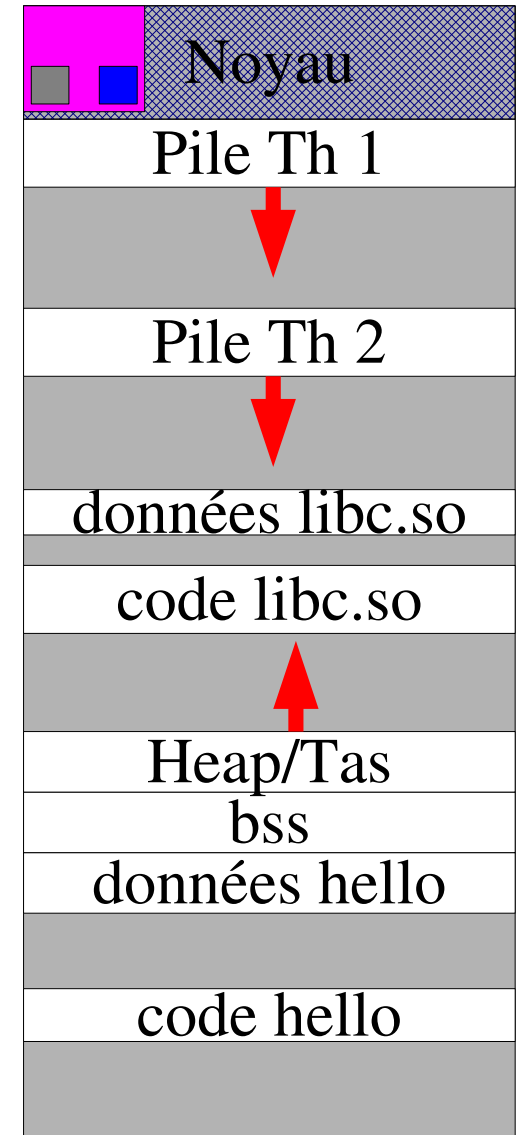 Noyau
Pile Th 1
Pile Th 2
données libc.so
code libc.so
Heap/Tas
bss
données hello
code hello